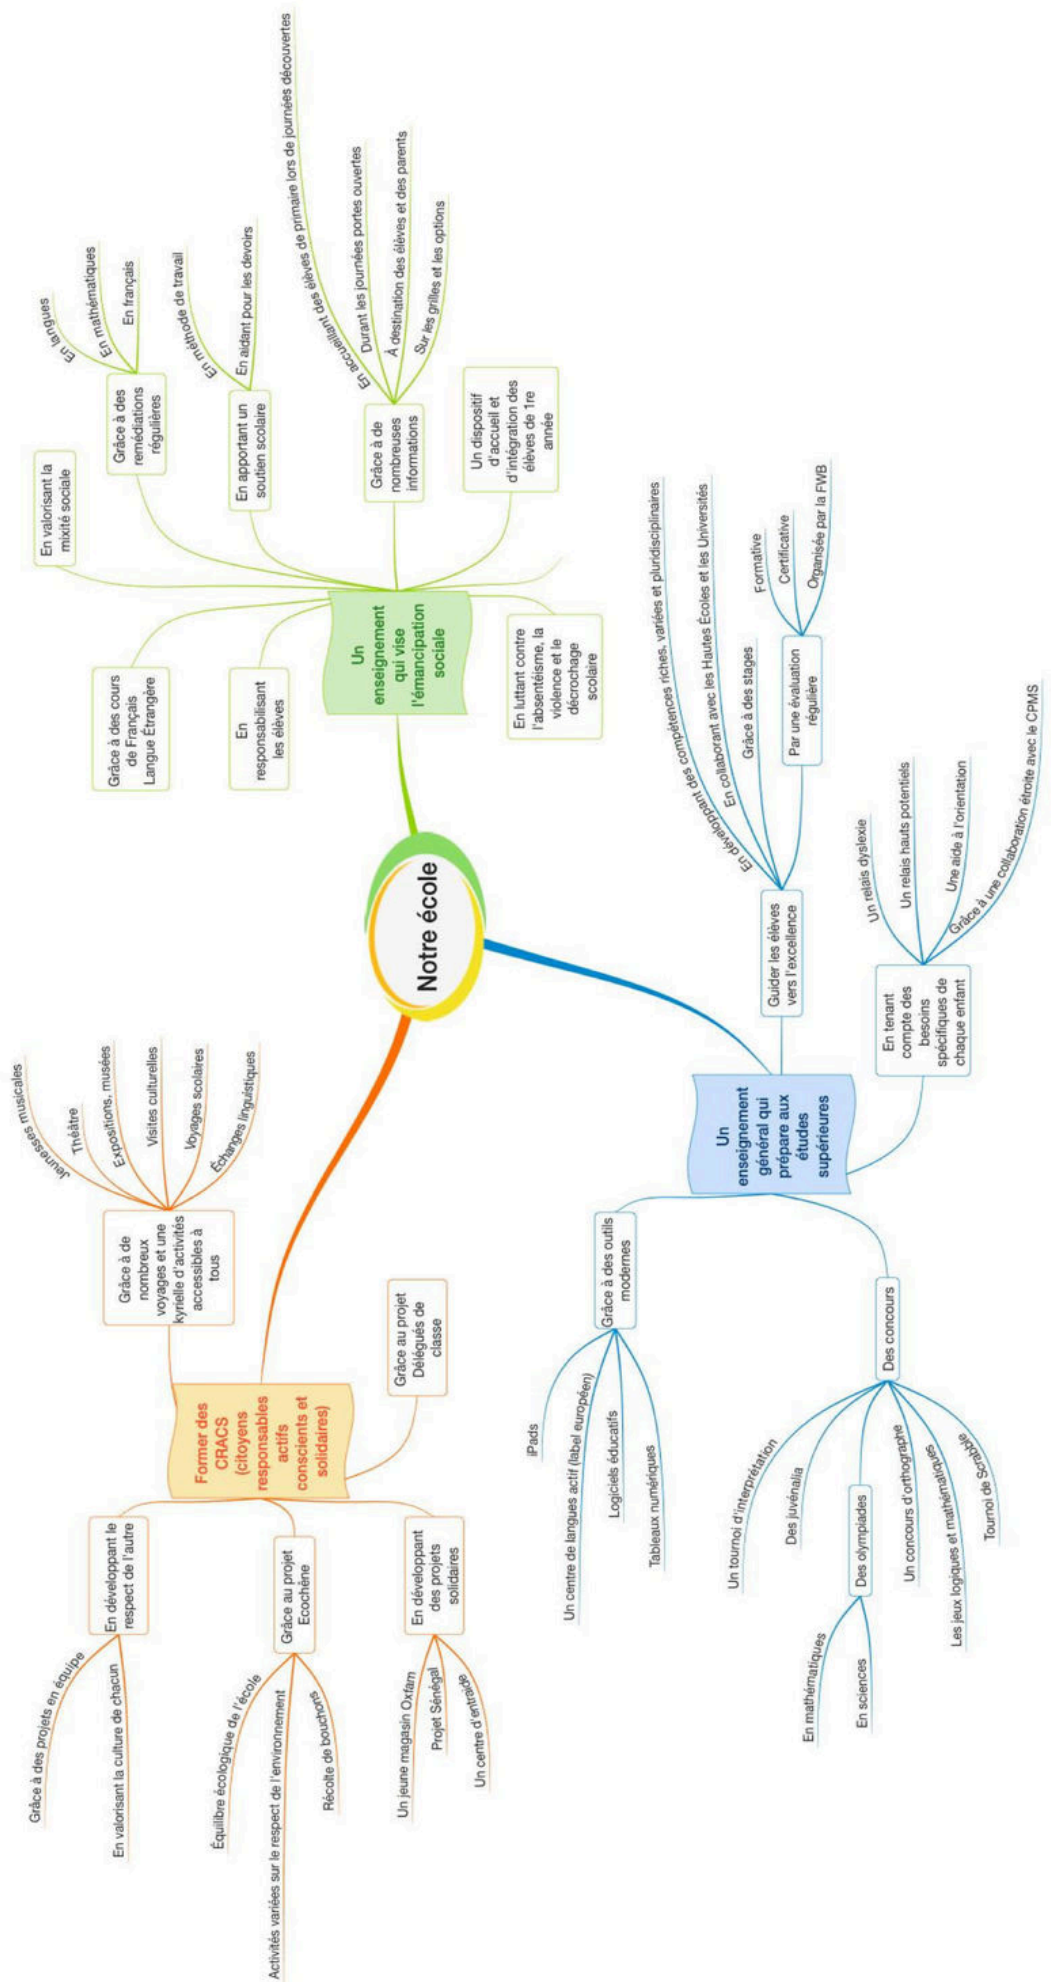 Notre école
Former des
CRACS
(citoyens
responsables
actifs
conscients et
solidaires)
En développant le
respect de l'autre
Grâce à des projets en équipe
En valorisant la culture de chacun
Grâce au projet
Ecochêne
Équilibre écologique de l'école
Activités variées sur le respect de l'environnement
Récolte de bouchons
En développant
des projets
solidaires
Un jeune magasin Oxfam
Projet Sénégal
Un centre d'entraide
Grâce à de
nombreux
voyages et une
kyrielle d'activités
accessibles à
tous
Jeunesses musicales
Théâtre
Expositions, musées
Visites culturelles
Voyages scolaires
Échanges linguistiques
Grâce au projet
Délégués de
classe
Un
enseignement
qui vise
l'émancipation
sociale
Grâce à des cours
de Français
Langue Étrangère
En
responsabilisant
les élèves
En valorisant la
mixité sociale
Grâce à des
remédiations
régulières
En langues
En mathématiques
En français
En apportant un
soutien scolaire
En méthode de travail
En aidant pour les devoirs
Grâce à de
nombreuses
informations
En accueillant des élèves de primaire lors de journées découvertes
Durant les journées portes ouvertes
À destination des élèves et des parents
Sur les grilles et les options
Un dispositif
d'accueil et
d'intégration des
élèves de 1re
année
En luttant contre
l'absentéisme, la
violence et le
décrochage
scolaire
Un
enseignement
général qui
prépare aux
études
supérieures
Guider les élèves
vers l'excellence
En développant des compétences riches, variées et pluridisciplinaires
En collaborant avec les Hautes Écoles et les Universités
Grâce à des stages
Par une évaluation
régulière
Formative
Certificative
Organisée par la FWB
En tenant
compte des
besoins
spécifiques de
chaque enfant
Un relais dyslexie
Un relais hauts potentiels
Une aide à l'orientation
Grâce à une collaboration étroite avec le CPMS
Grâce à des outils
modernes
iPads
Un centre de langues actif (label européen)
Logiciels éducatifs
Tableaux numériques
Des concours
Un tournoi d'interprétation
Des juvénalia
Des olympiades
En mathématiques
En sciences
Un concours d'orthographe
Les jeux logiques et mathématiques
Tournoi de Scrabble